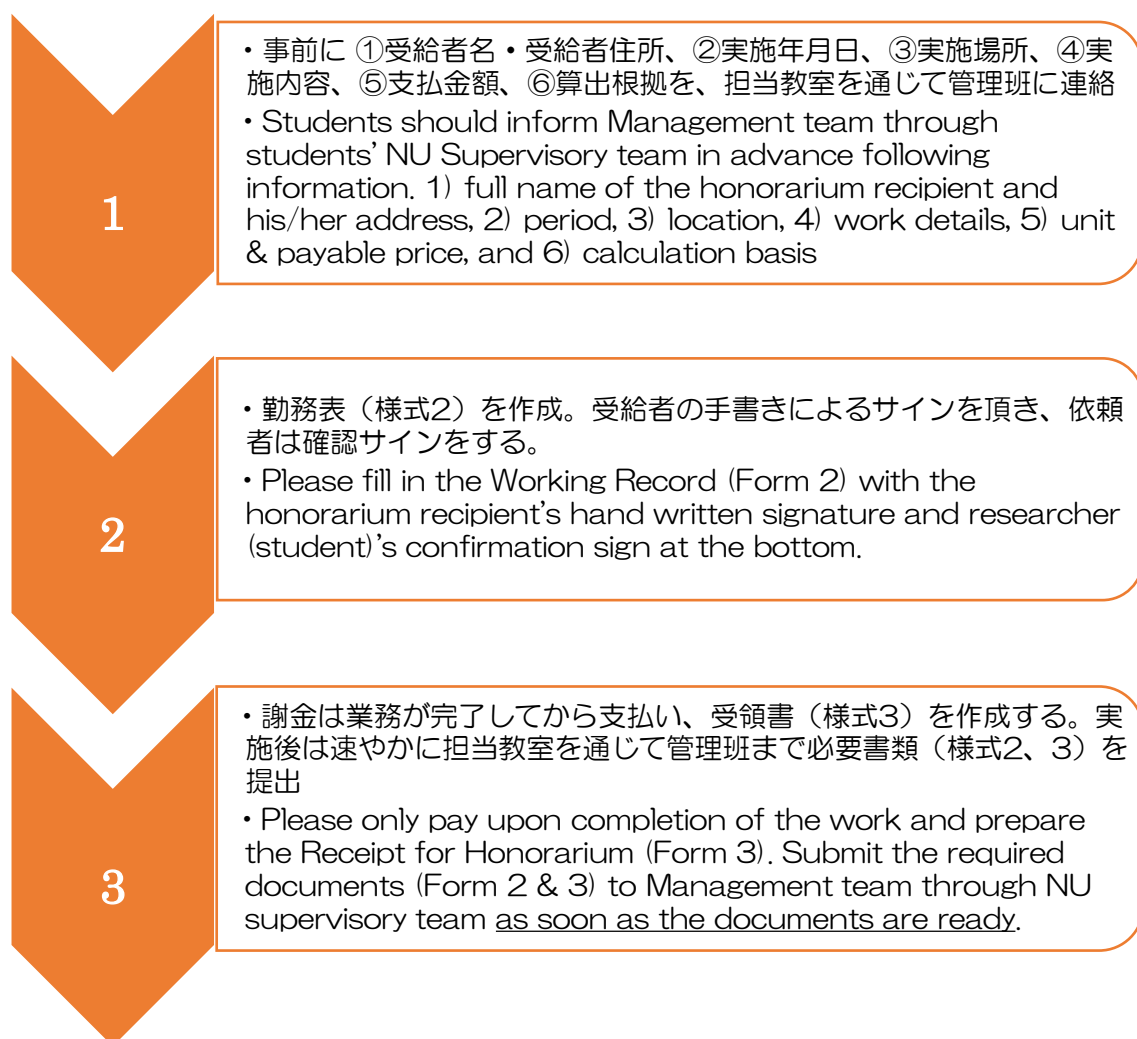 1
・事前に ①受給者名・受給者住所、②実施年月日、③実施場所、④実
施内容、⑤支払金額、⑥算出根拠を、担当教室を通じて管理班に連絡
・Students should inform Management team through
students' NU Supervisory team in advance following
information. 1) full name of the honorarium recipient and
his/her address, 2) period, 3) location, 4) work details, 5) unit
& payable price, and 6) calculation basis
2
・勤務表（様式2）を作成。受給者の手書きによるサインを頂き、依頼
者は確認サインをする。
・Please fill in the Working Record (Form 2) with the
honorarium recipient's hand written signature and researcher
(student)'s confirmation sign at the bottom.
3
・謝金は業務が完了してから支払い、受領書（様式3）を作成する。実
施後は速やかに担当教室を通じて管理班まで必要書類（様式2、3）を
提出
・Please only pay upon completion of the work and prepare
the Receipt for Honorarium (Form 3). Submit the required
documents (Form 2 & 3) to Management team through NU
supervisory team as soon as the documents are ready.